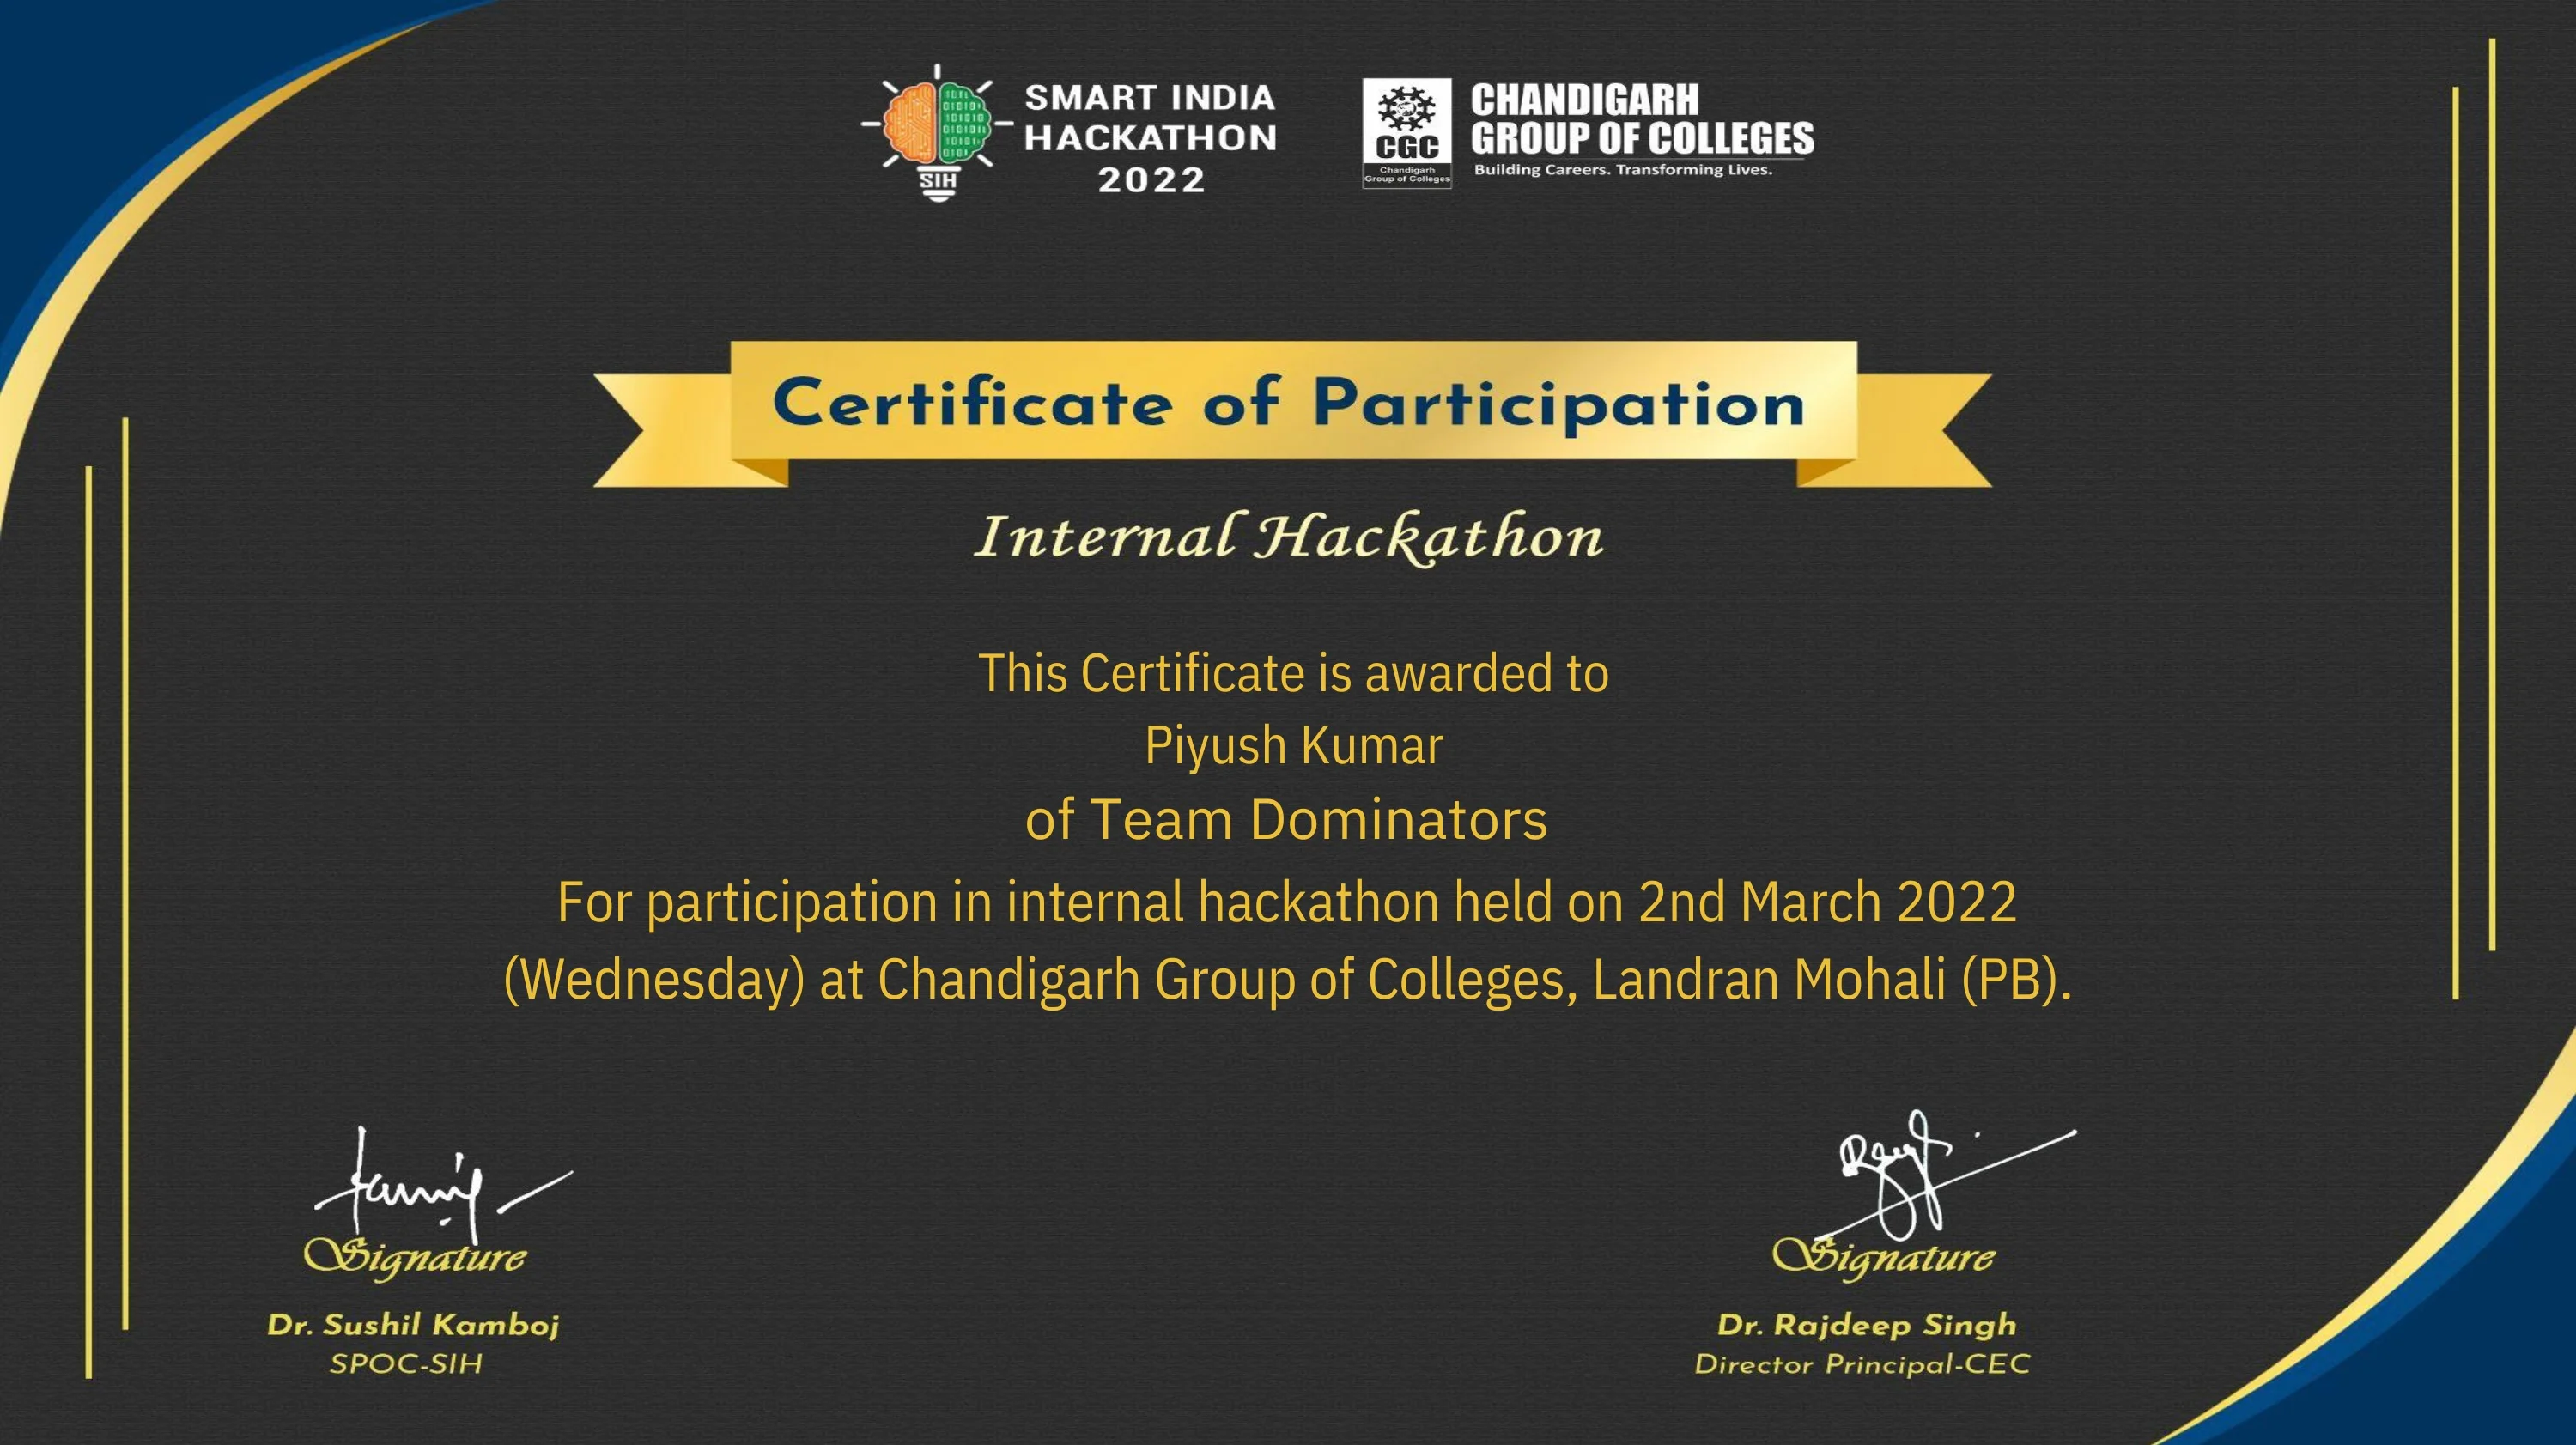 SMART INDIA
HACKATHON
2022
SIH
CGC
Chandigarh
Group of Colleges
CHANDIGARH
GROUP OF COLLEGES
Building Careers. Transforming Lives.
Certificate of Participation
Internal Hackathon
This Certificate is awarded to
Piyush Kumar
of Team Dominators
For participation in internal hackathon held on 2nd March 2022
(Wednesday) at Chandigarh Group of Colleges, Landran Mohali (PB).
Signature
Dr. Sushil Kamboj
SPOC-SIH
Signature
Dr. Rajdeep Singh
Director Principal-CEC